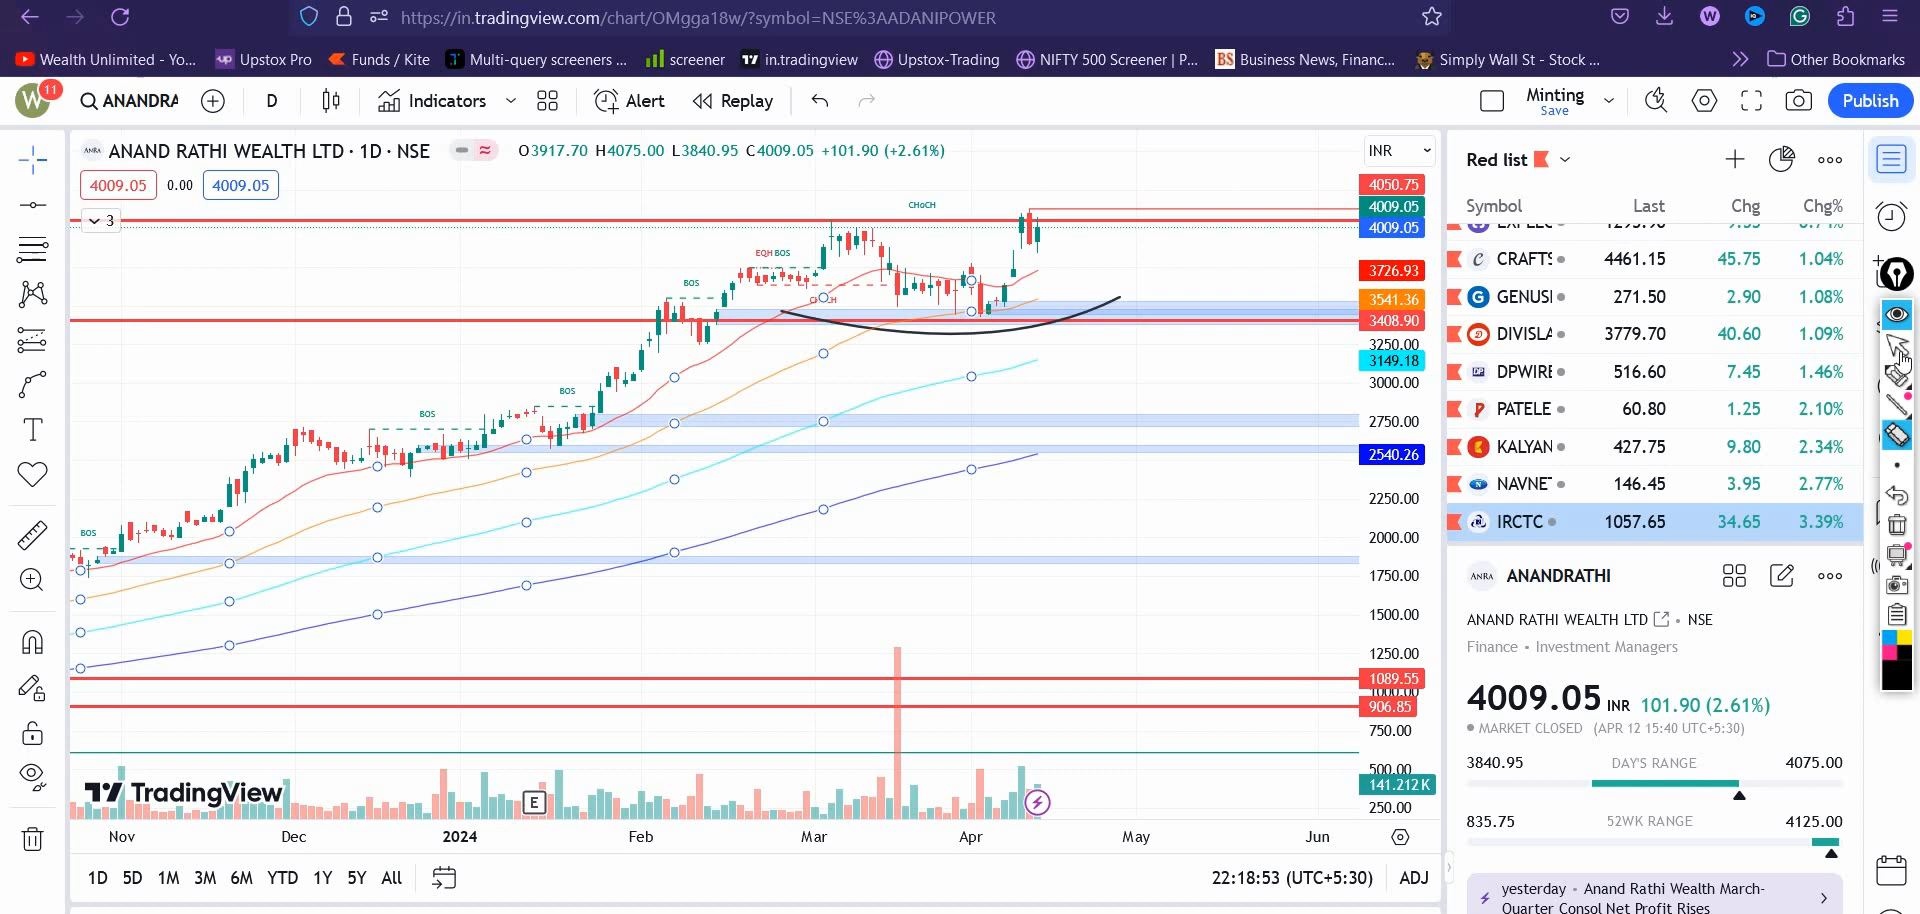 https://in.tradingview.com/chart/OMgga18w/?symbol=NSE%3AADANIPOWER
Wealth Unlimited - Yo...
Upstox Pro
Funds / Kite
Multi-query screeners ...
screener
in.tradingview
Upstox-Trading
NIFTY 500 Screener | P...
Business News, Financ...
Simply Wall St - Stock ...
Other Bookmarks
W
11
ANANDRA
D
Indicators
Alert
Replay
Minting
Save
Publish
ANAND RATHI WEALTH LTD · 1D · NSE
O3917.70 H4075.00 L3840.95 C4009.05 +101.90 (+2.61%)
INR
4009.05
0.00
4009.05
3
CHoCH
EQH BOS
BOS
BOS
BOS
BOS
4050.75
4009.05
4009.05
3726.93
3541.36
3408.90
3250.00
3149.18
3000.00
2750.00
2540.26
2250.00
2000.00
1750.00
1500.00
1250.00
1089.55
1000.00
906.85
750.00
500.00
141.212K
250.00
TradingView
E
Nov
Dec
2024
Feb
Mar
Apr
May
Jun
1D 5D 1M 3M 6M YTD 1Y 5Y All
22:18:53 (UTC+5:30)
ADJ
Red list
Symbol Last Chg Chg%
CRAFTS 4461.15 45.75 1.04%
GENUSI 271.50 2.90 1.08%
DIVISLA 3779.70 40.60 1.09%
DPWIRE 516.60 7.45 1.46%
PATELE 60.80 1.25 2.10%
KALYAN 427.75 9.80 2.34%
NAVNET 146.45 3.95 2.77%
IRCTC 1057.65 34.65 3.39%
ANRA
ANANDRATHI
ANAND RATHI WEALTH LTD • NSE
Finance • Investment Managers
4009.05 INR 101.90 (2.61%)
MARKET CLOSED (APR 12 15:40 UTC+5:30)
3840.95 DAY'S RANGE 4075.00
835.75 52WK RANGE 4125.00
yesterday • Anand Rathi Wealth March-
Quarter Consol Net Profit Rises